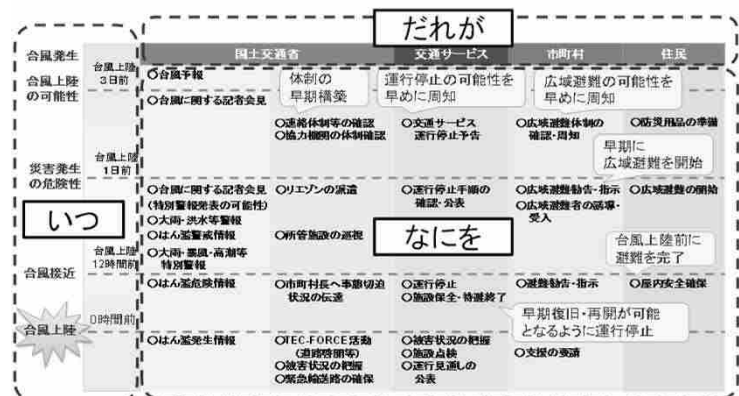 だれが
国土交通省
交通サービス
市町村
住民
いつ
なにを
台風発生
台風上陸
の可能性
台風上陸
3日前
災害発生
の危険性
台風上陸
1日前
台風接近
台風上陸
12時間前
台風上陸
0時間前
○台風予報
○台風に関する記者会見
体制の
早期構築
○連絡体制等の確認
○協力機関の体制確認
運行停止の可能性を
早めに周知
○交通サービス
運行停止予告
広域避難の可能性を
早めに周知
○広域避難体制の
確認・周知
○防災用品の準備
早期に
広域避難を開始
○台風に関する記者会見
(特別警報発表の可能性)
○大雨・洪水等警報
○はん濫警戒情報
○大雨・暴風・高潮等
特別警報
○リエゾンの派遣
○所管施設の巡視
○運行停止手順の
確認・公表
○広域避難勧告・指示
○広域避難者の誘導・
受入
○広域避難の開始
台風上陸前に
避難を完了
○はん濫危険情報
○市町村長へ事態切迫
状況の伝達
○運行停止
○施設保全・待避終了
○避難勧告・指示
○屋内安全確保
早期復旧・再開が可能
となるように運行停止
○はん濫発生情報
○TEC-FORCE活動
(道路啓開等)
○被害状況の把握
○緊急輸送路の確保
○被害状況の把握
○施設点検
○運行見通しの
公表
○支援の要請